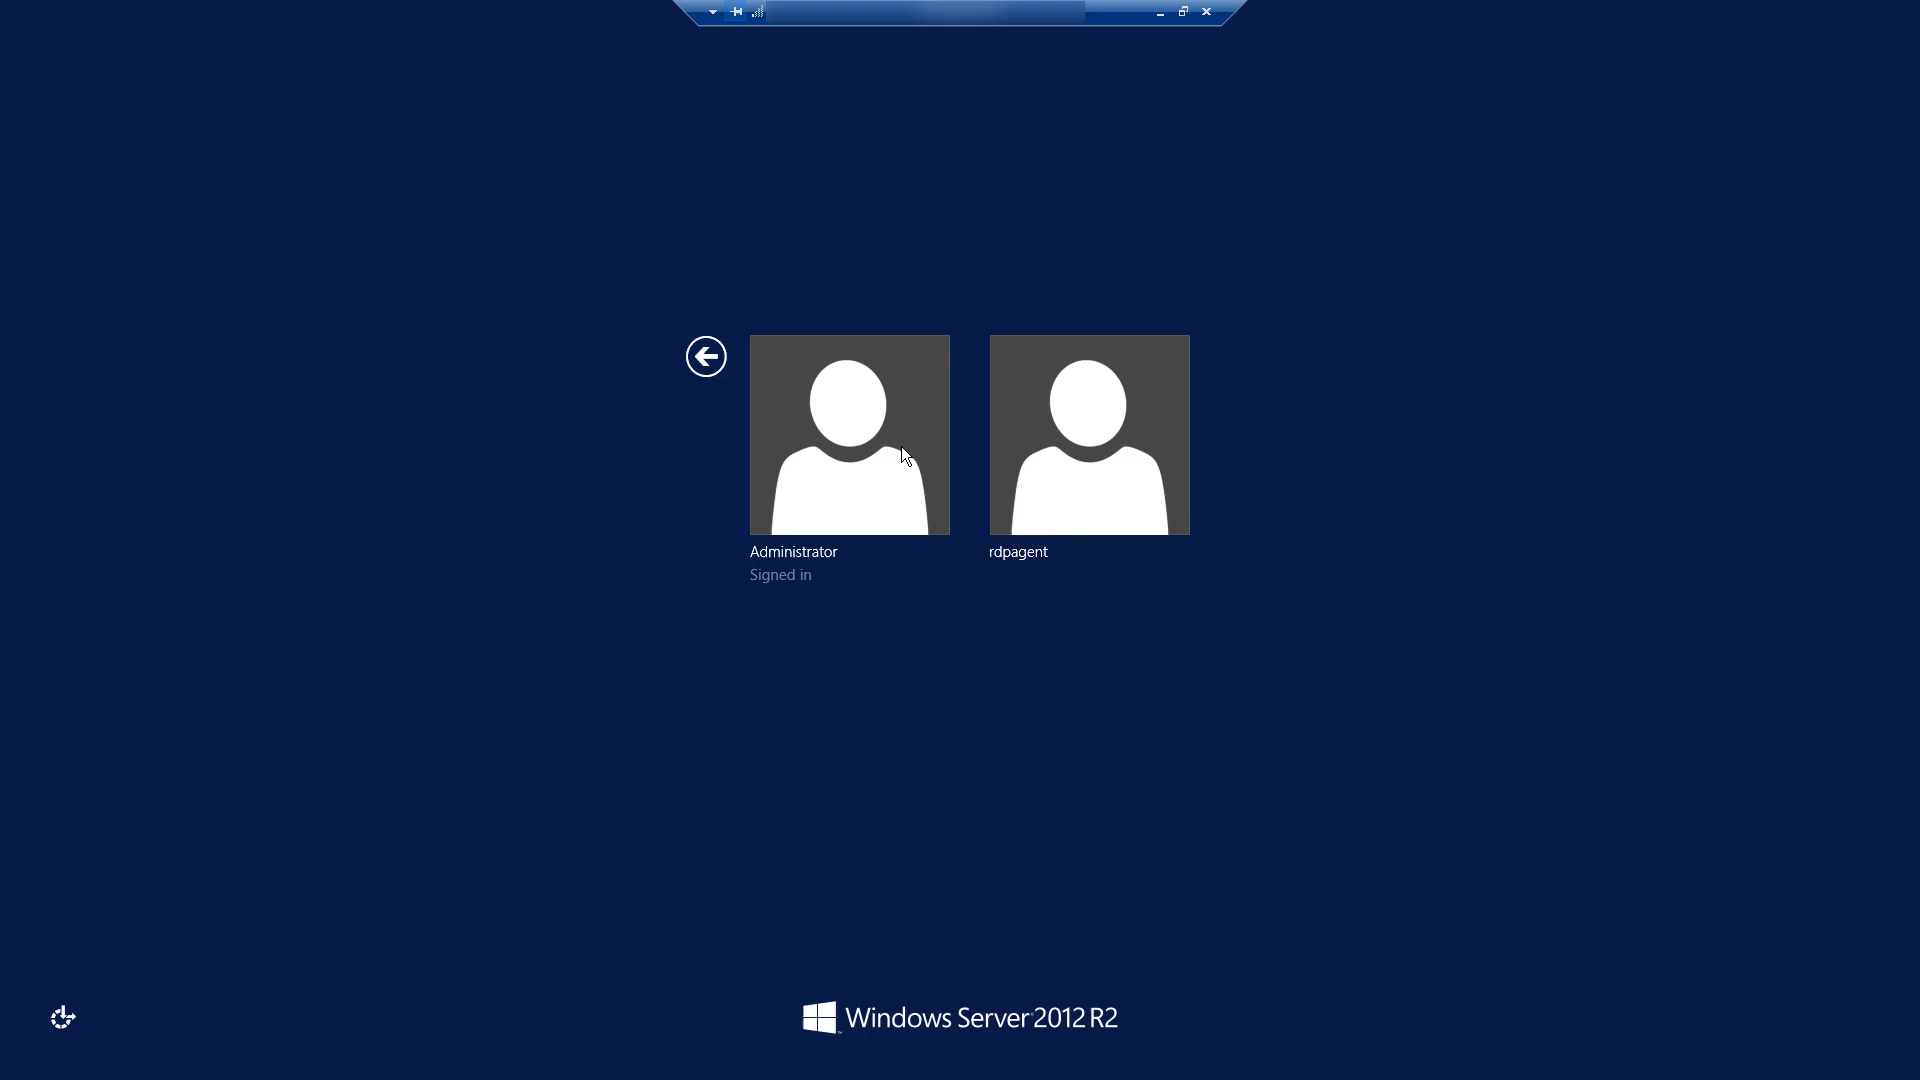 Administrator
Signed in
rdpagent
Windows Server 2012 R2